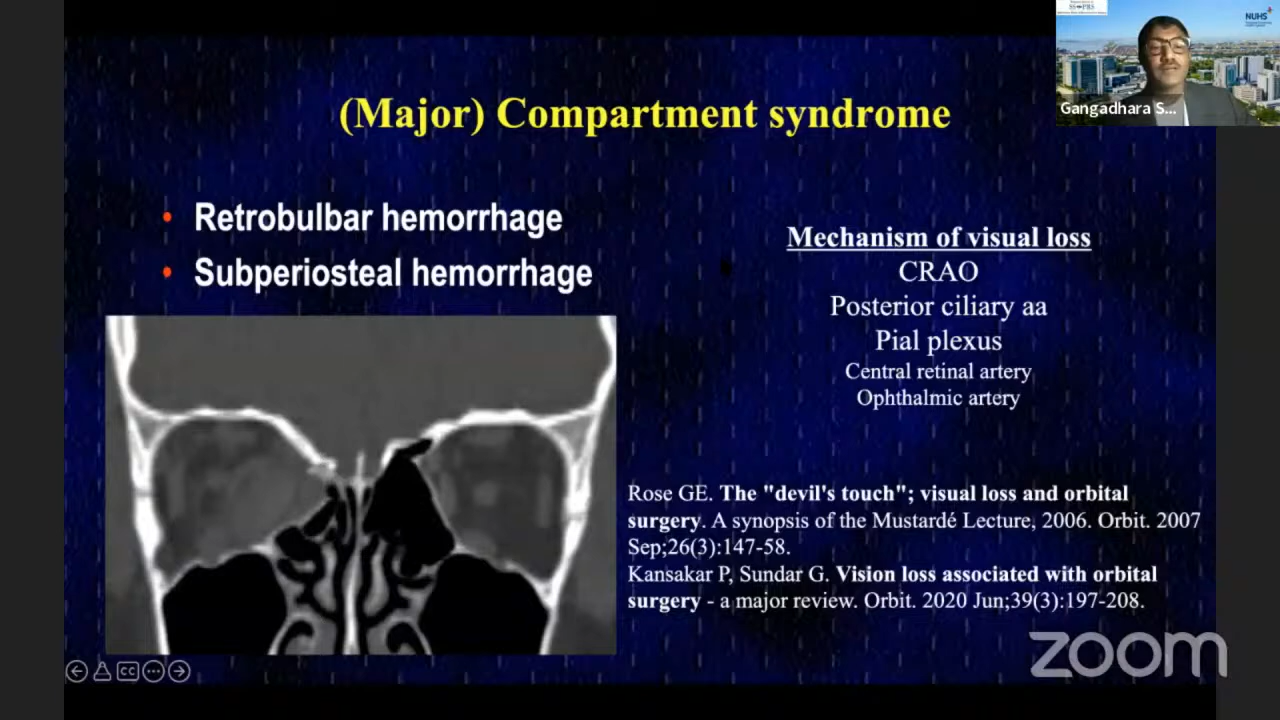 (Major) Compartment syndrome
NUHS
Gangadhara S...
• Retrobulbar hemorrhage
• Subperiosteal hemorrhage
Mechanism of visual loss
CRAO
Posterior ciliary aa
Pial plexus
Central retinal artery
Ophthalmic artery
Rose GE. The "devil's touch"; visual loss and orbital
surgery. A synopsis of the Mustardé Lecture, 2006. Orbit. 2007
Sep;26(3):147-58.
Kansakar P, Sundar G. Vision loss associated with orbital
surgery - a major review. Orbit. 2020 Jun;39(3):197-208.
zoom
CC